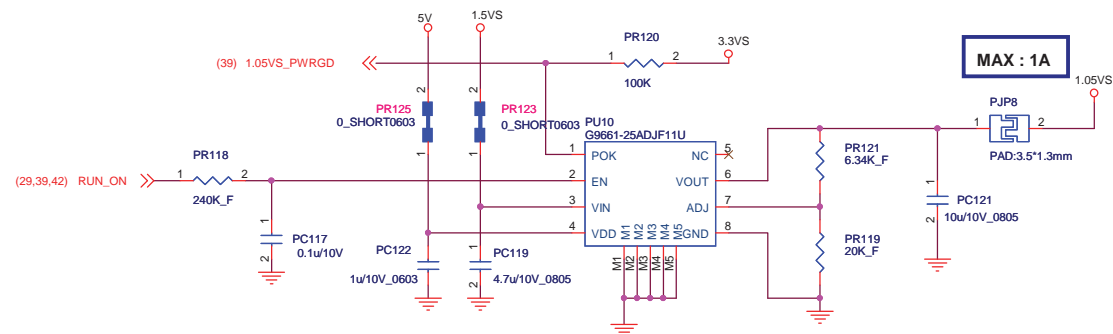 5V
1.5VS
(39) 1.05VS_PWRGD
PR120
1
2
100K
3.3VS
MAX : 1A
1.05VS
2
PR125
0_SHORT0603
1
2
PR123
0_SHORT0603
1
PU10
G9661-25ADJF11U
PJP8
1
2
PAD:3.5*1.3mm
1
POK
NC
5
2
EN
VOUT
6
3
VIN
ADJ
7
4
VDD
GND
8
M1
M2
M3
M4
M5
M1
M2
M3
M4
M5
(29,39,42) RUN_ON
PR118
1
2
240K_F
1
2
PC117
0.1u/10V
PC122
1u/10V_0603
1
2
PC119
4.7u/10V_0805
PR121
6.34K_F
PR119
20K_F
1
2
PC121
10u/10V_0805